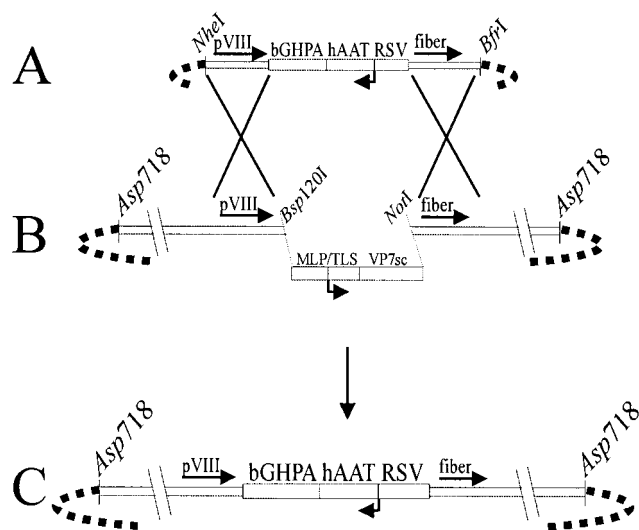 A
NheI
pVIII
bGHPA hAAT RSV
fiber
BfrI
B
Asp718
pVIII
Bsp120I
NotI
fiber
Asp718
MLP/TLS VP7sc
C
Asp718
pVIII
bGHPA hAAT RSV
fiber
Asp718